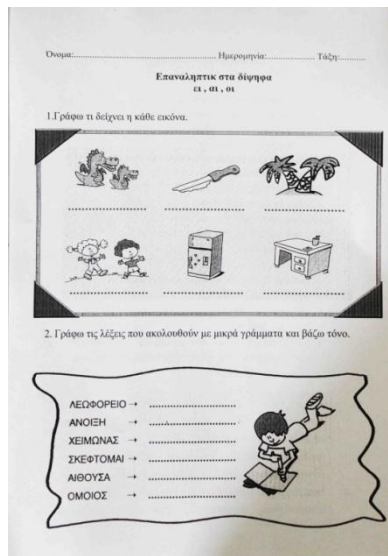 Όνομα:................................................ Ημερομηνία:.................. Τάξη:...........
Επαναληπτικ στα δίψηφα
ει , αι , οι
1.Γράφω τι δείχνει η κάθε εικόνα.
2. Γράφω τις λέξεις που ακολουθούν με μικρά γράμματα και βάζω τόνο.
ΛΕΩΦΟΡΕΙΟ → ..............................
ΑΝΟΙΞΗ → ..............................
ΧΕΙΜΩΝΑΣ → ..............................
ΣΚΕΦΤΟΜΑΙ → ..............................
ΑΙΘΟΥΣΑ → ..............................
ΟΜΟΙΟΣ → ..............................